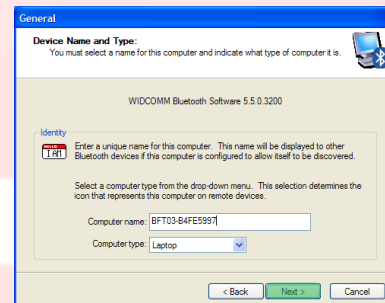 General
Device Name and Type:
You must select a name for this computer and indicate what type of computer it is.
WIDCOMM Bluetooth Software 5.5.0.3200
Identity
HELLO
I AM
Enter a unique name for this computer. This name will be displayed to other
Bluetooth devices if this computer is configured to allow itself to be discovered.
Select a computer type from the drop-down menu. This selection determines the
icon that represents this computer on remote devices.
Computer name: BFT03-B4FE5997
Computer type: Laptop
< Back Next > Cancel